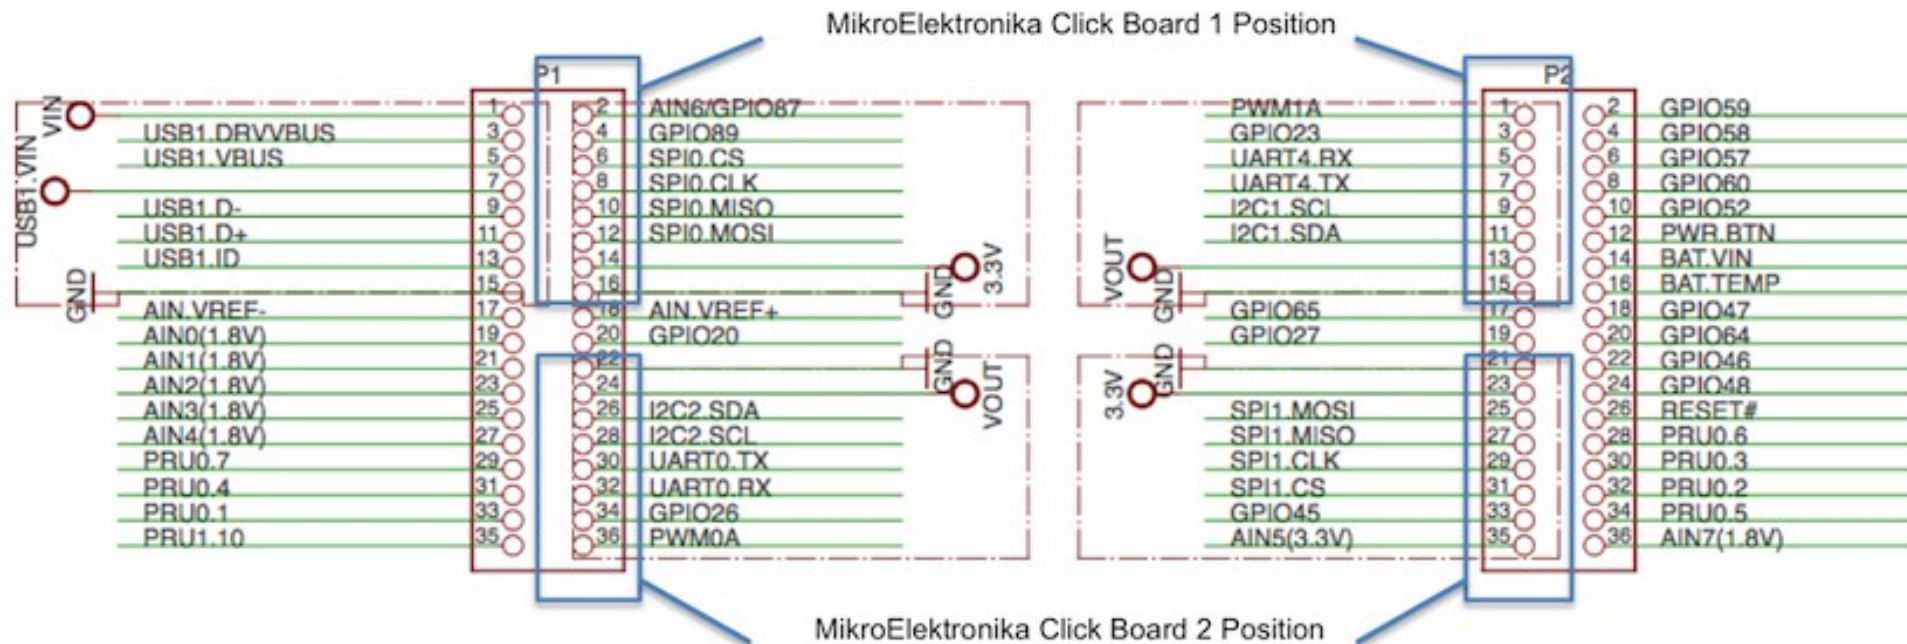 MikroElektronika Click Board 1 Position
P1
P2
VIN
1
2
AIN6/GPIO87
PWM1A
1
2
GPIO59
USB1.DRVVBUS
3
4
GPIO89
GPIO23
3
4
GPIO58
USB1.VBUS
5
6
SPI0.CS
UART4.RX
5
6
GPIO57
USB1.VIN
7
8
SPI0.CLK
UART4.TX
7
8
GPIO60
USB1.D-
9
10
SPI0.MISO
I2C1.SCL
9
10
GPIO52
USB1.D+
11
12
SPI0.MOSI
I2C1.SDA
11
12
PWR.BTN
USB1.ID
13
14
3.3V
VOUT
13
14
BAT.VIN
GND
15
16
GND
GND
15
16
BAT.TEMP
AIN.VREF-
17
18
AIN.VREF+
GPIO65
17
18
GPIO47
AIN0(1.8V)
19
20
GPIO20
GPIO27
19
20
GPIO64
AIN1(1.8V)
21
22
GND
GND
21
22
GPIO46
AIN2(1.8V)
23
24
VOUT
3.3V
23
24
GPIO48
AIN3(1.8V)
25
26
I2C2.SDA
SPI1.MOSI
25
26
RESET#
AIN4(1.8V)
27
28
I2C2.SCL
SPI1.MISO
27
28
PRU0.6
PRU0.7
29
30
UART0.TX
SPI1.CLK
29
30
PRU0.3
PRU0.4
31
32
UART0.RX
SPI1.CS
31
32
PRU0.2
PRU0.1
33
34
GPIO26
GPIO45
33
34
PRU0.5
PRU1.10
35
36
PWM0A
AIN5(3.3V)
35
36
AIN7(1.8V)
MikroElektronika Click Board 2 Position